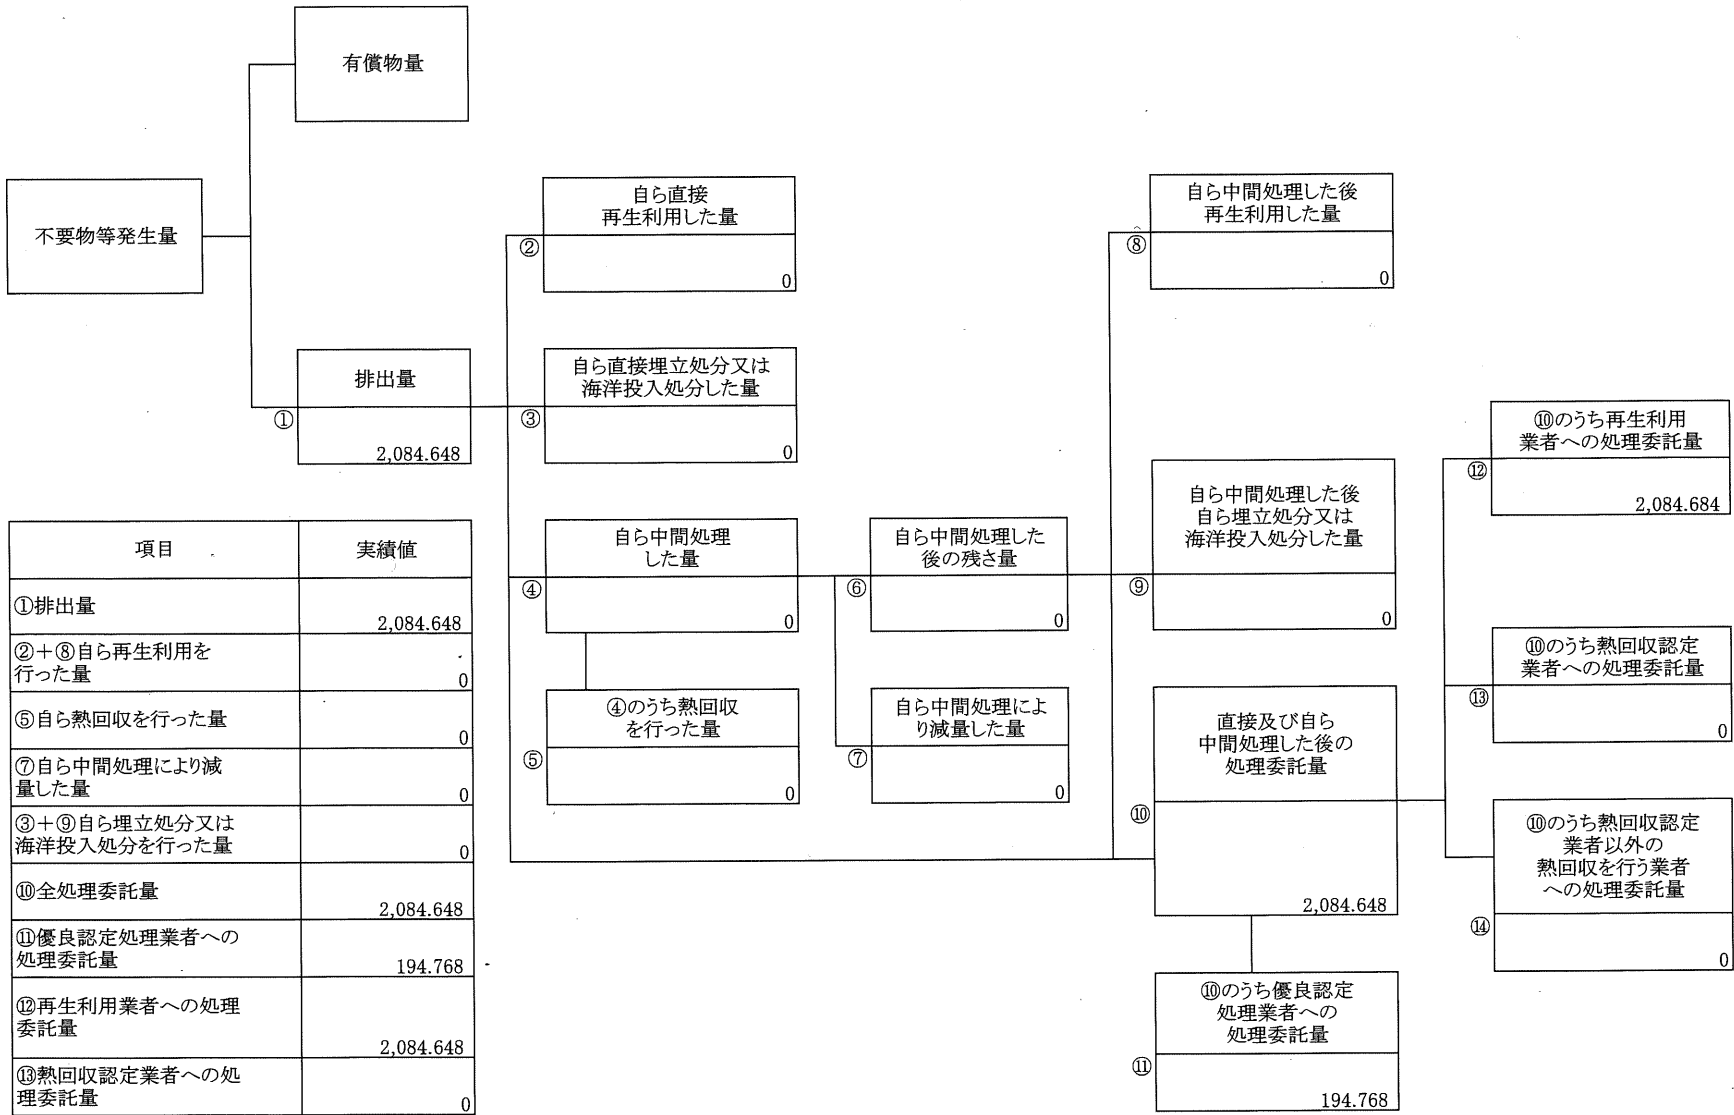 有償物量
不要物等発生量
排出量
①
2,084.648
自ら直接
再生利用した量
②
0
自ら直接埋立処分又は
海洋投入処分した量
③
0
自ら中間処理
した量
④
0
④のうち熱回収
を行った量
⑤
0
自ら中間処理した
後の残さ量
⑥
0
自ら中間処理によ
り減量した量
⑦
0
自ら中間処理した後
再生利用した量
⑧
0
自ら中間処理した後
自ら埋立処分又は
海洋投入処分した量
⑨
0
直接及び自ら
中間処理した後の
処理委託量
⑩
2,084.648
⑩のうち優良認定
処理業者への
処理委託量
⑪
194.768
⑩のうち再生利用
業者への処理委託量
⑫
2,084.684
⑩のうち熱回収認定
業者への処理委託量
⑬
0
⑩のうち熱回収認定
業者以外の
熱回収を行う業者
への処理委託量
⑭
0
項目 実績値
①排出量
2,084.648
②+⑧自ら再生利用を
行った量
0
⑤自ら熱回収を行った量
0
⑦自ら中間処理により減
量した量
0
③+⑨自ら埋立処分又は
海洋投入処分を行った量
0
⑩全処理委託量
2,084.648
⑪優良認定処理業者への
処理委託量
194.768
⑫再生利用業者への処理
委託量
2,084.648
⑬熱回収認定業者への処
理委託量
0